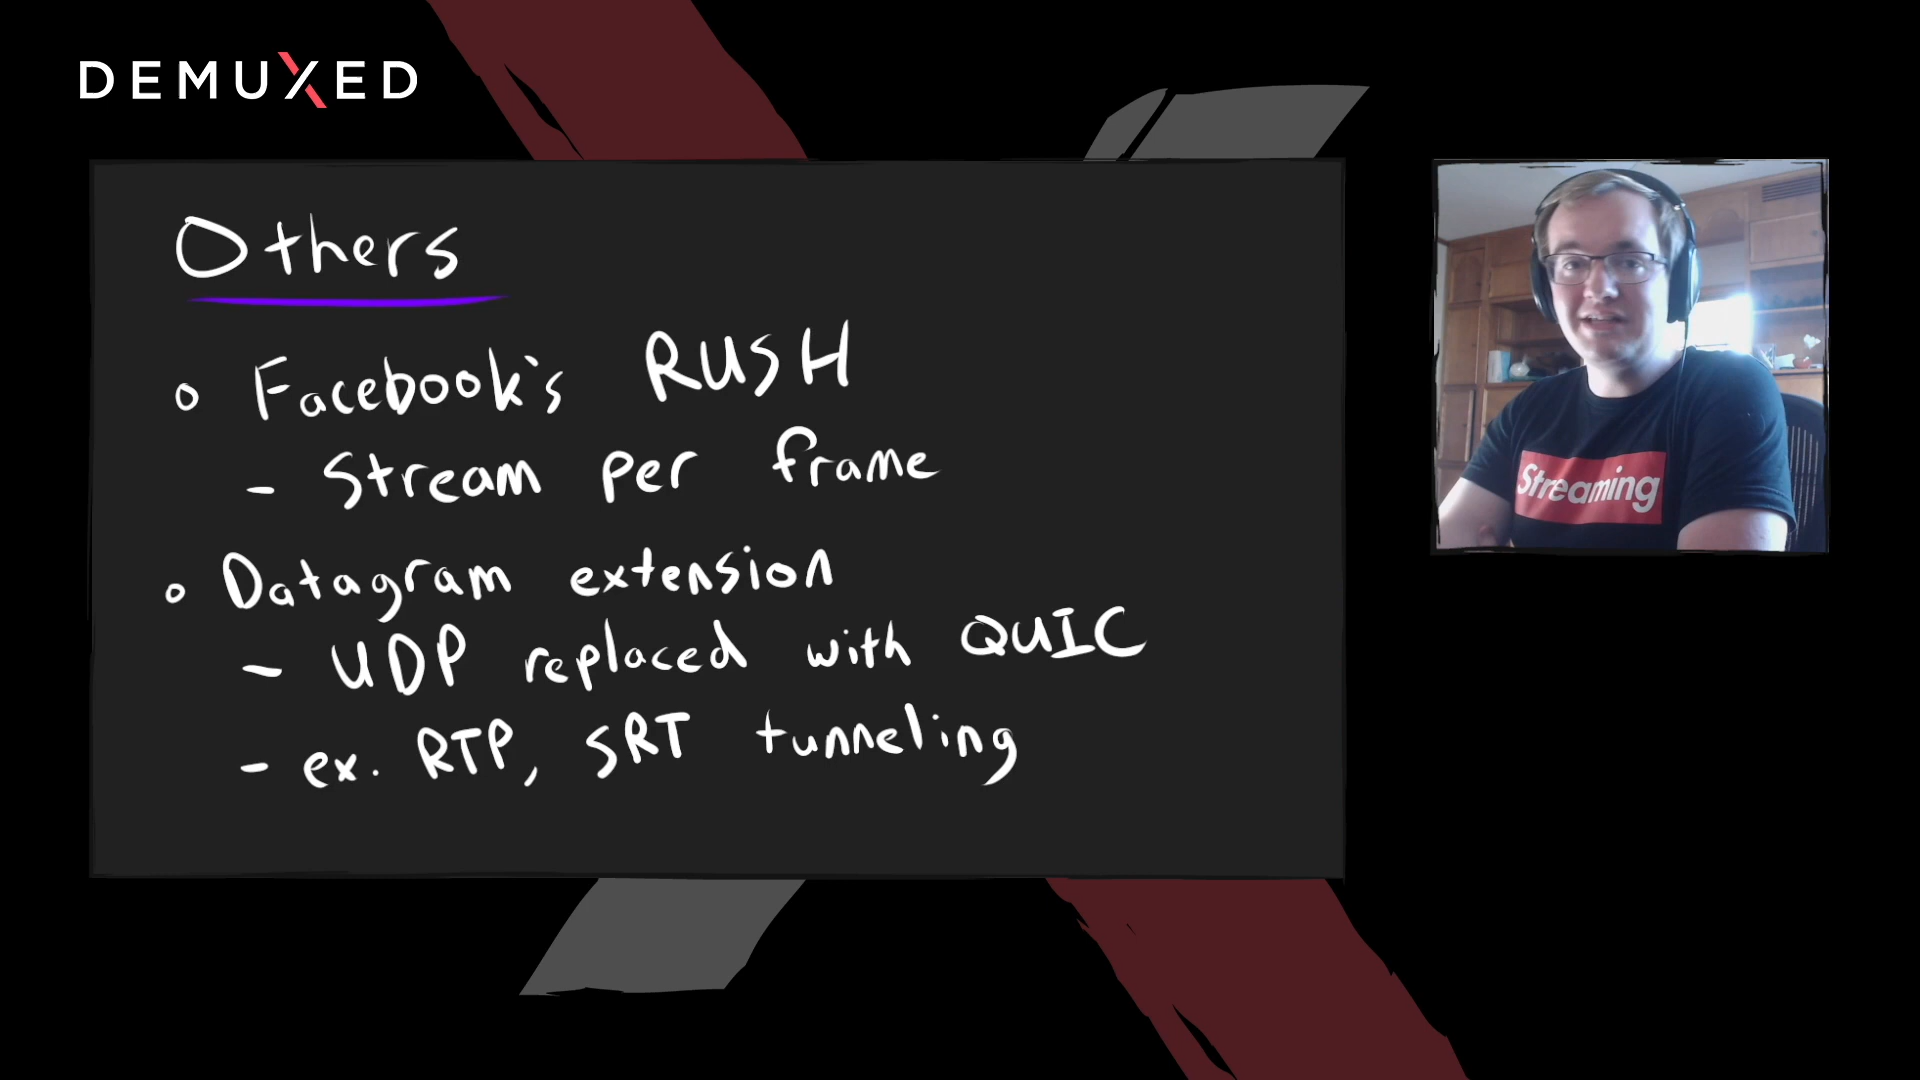 DEMUXED
Others
Facebook's RUSH
- Stream per frame
Datagram extension
- UDP replaced with QUIC
- ex. RTP, SRT tunneling
Streaming